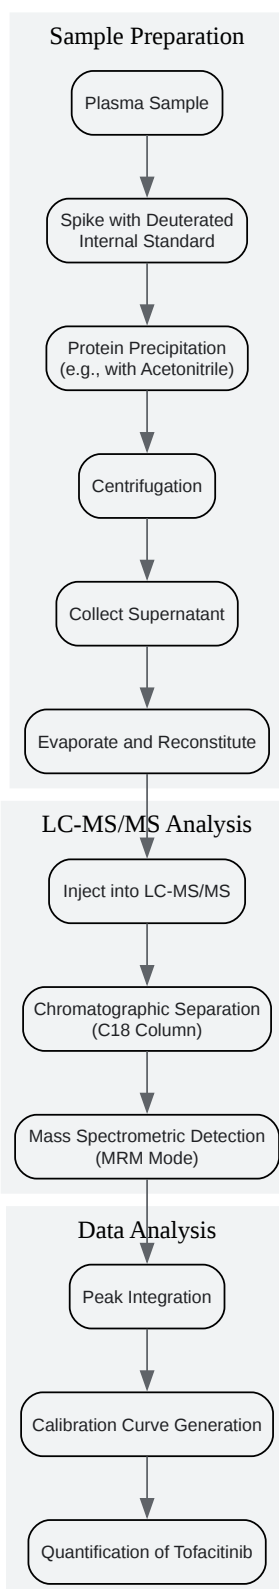 Sample Preparation
Plasma Sample
Spike with Deuterated
Internal Standard
Protein Precipitation
(e.g., with Acetonitrile)
Centrifugation
Collect Supernatant
Evaporate and Reconstitute
LC-MS/MS Analysis
Inject into LC-MS/MS
Chromatographic Separation
(C18 Column)
Mass Spectrometric Detection
(MRM Mode)
Data Analysis
Peak Integration
Calibration Curve Generation
Quantification of Tofacitinib